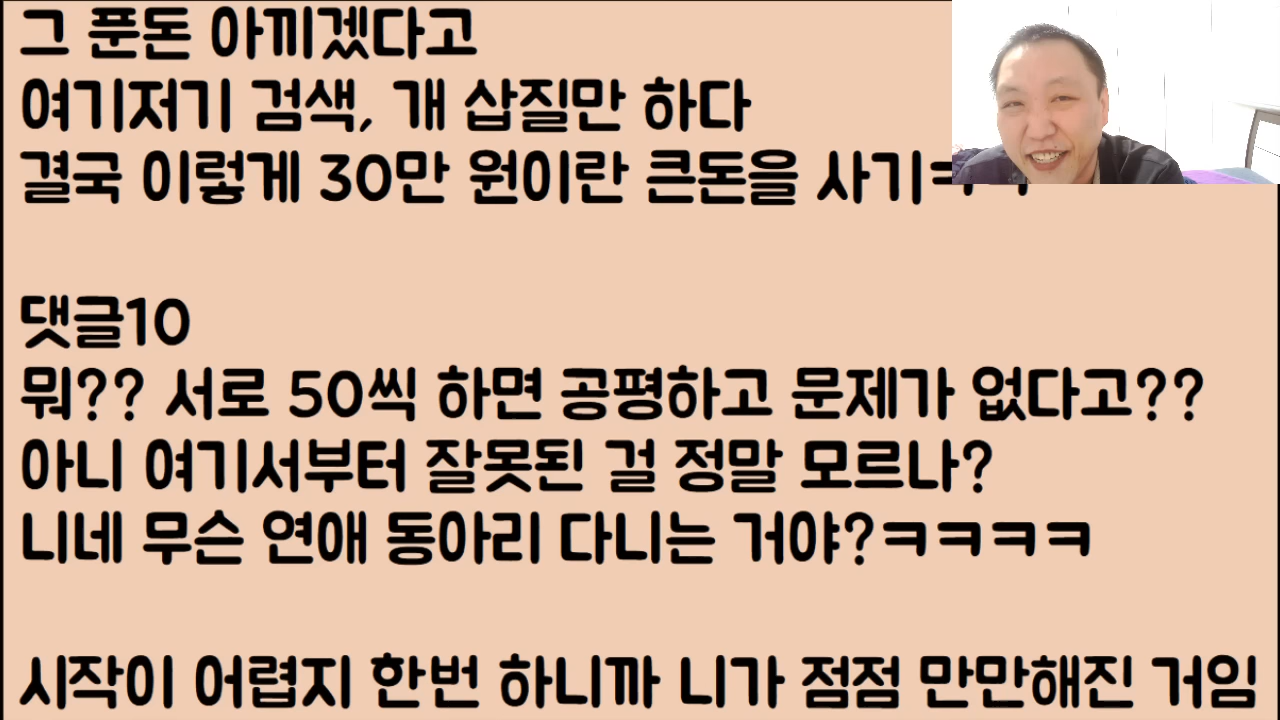 그 푼돈 아끼겠다고
여기저기 검색, 개 삽질만 하다
결국 이렇게 30만 원이란 큰돈을 사기
댓글10
뭐?? 서로 50씩 하면 공평하고 문제가 없다고??
아니 여기서부터 잘못된 걸 정말 모르나?
니네 무슨 연애 동아리 다니는 거야?ㅋㅋㅋㅋ
시작이 어렵지 한번 하니까 니가 점점 만만해진 거임